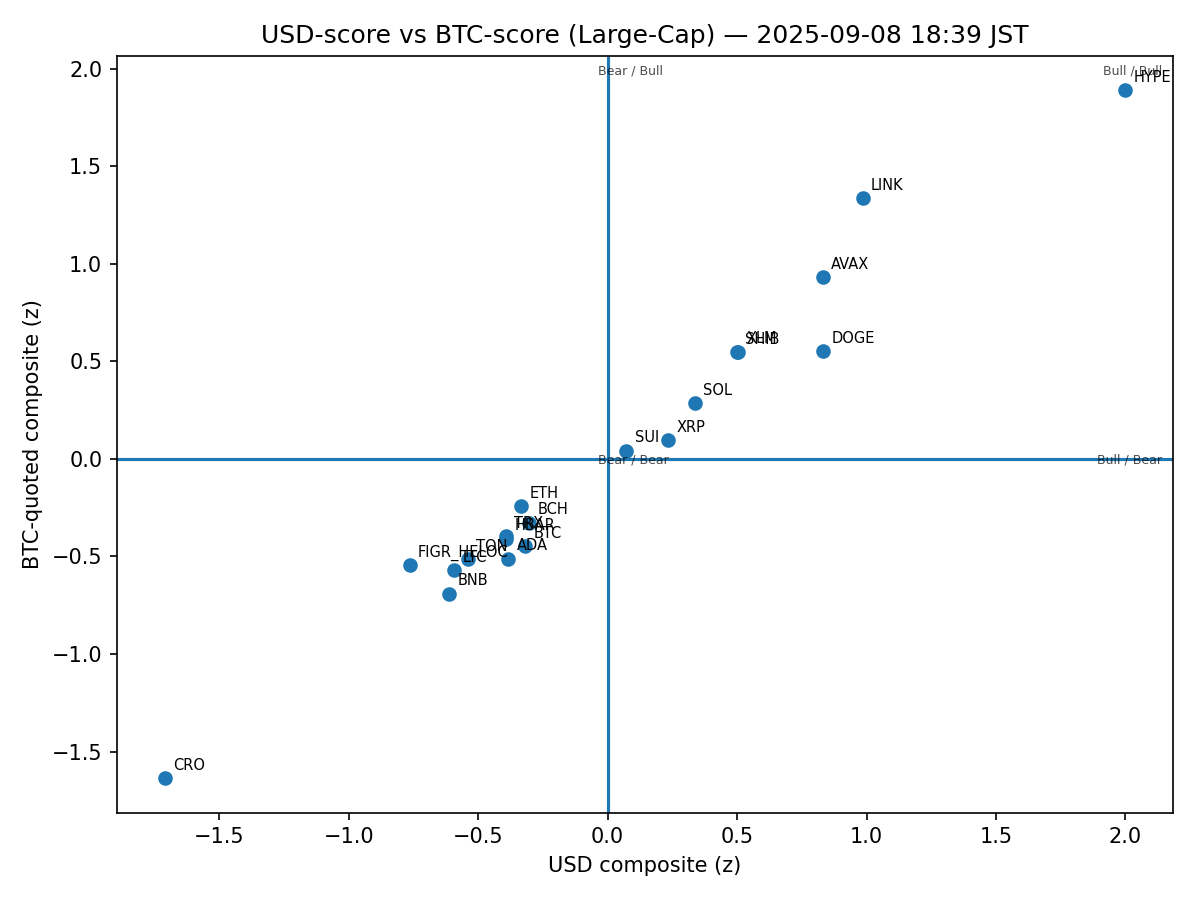 USD-score vs BTC-score (Large-Cap) — 2025-09-08 18:39 JST
2.0
Bear / Bull
Bull / Bull
HYPE
1.5
LINK
AVAX
1.0
DOGE
0.5
SOL
XRP
SUI
0.0
Bear / Bear
Bull / Bear
ETH
BCH
BTC
TON
ADA
FIGR_HELOC
−0.5
BNB
−1.0
−1.5
CRO
−1.5
−1.0
−0.5
0.0
0.5
1.0
1.5
2.0
USD composite (z)
BTC-quoted composite (z)